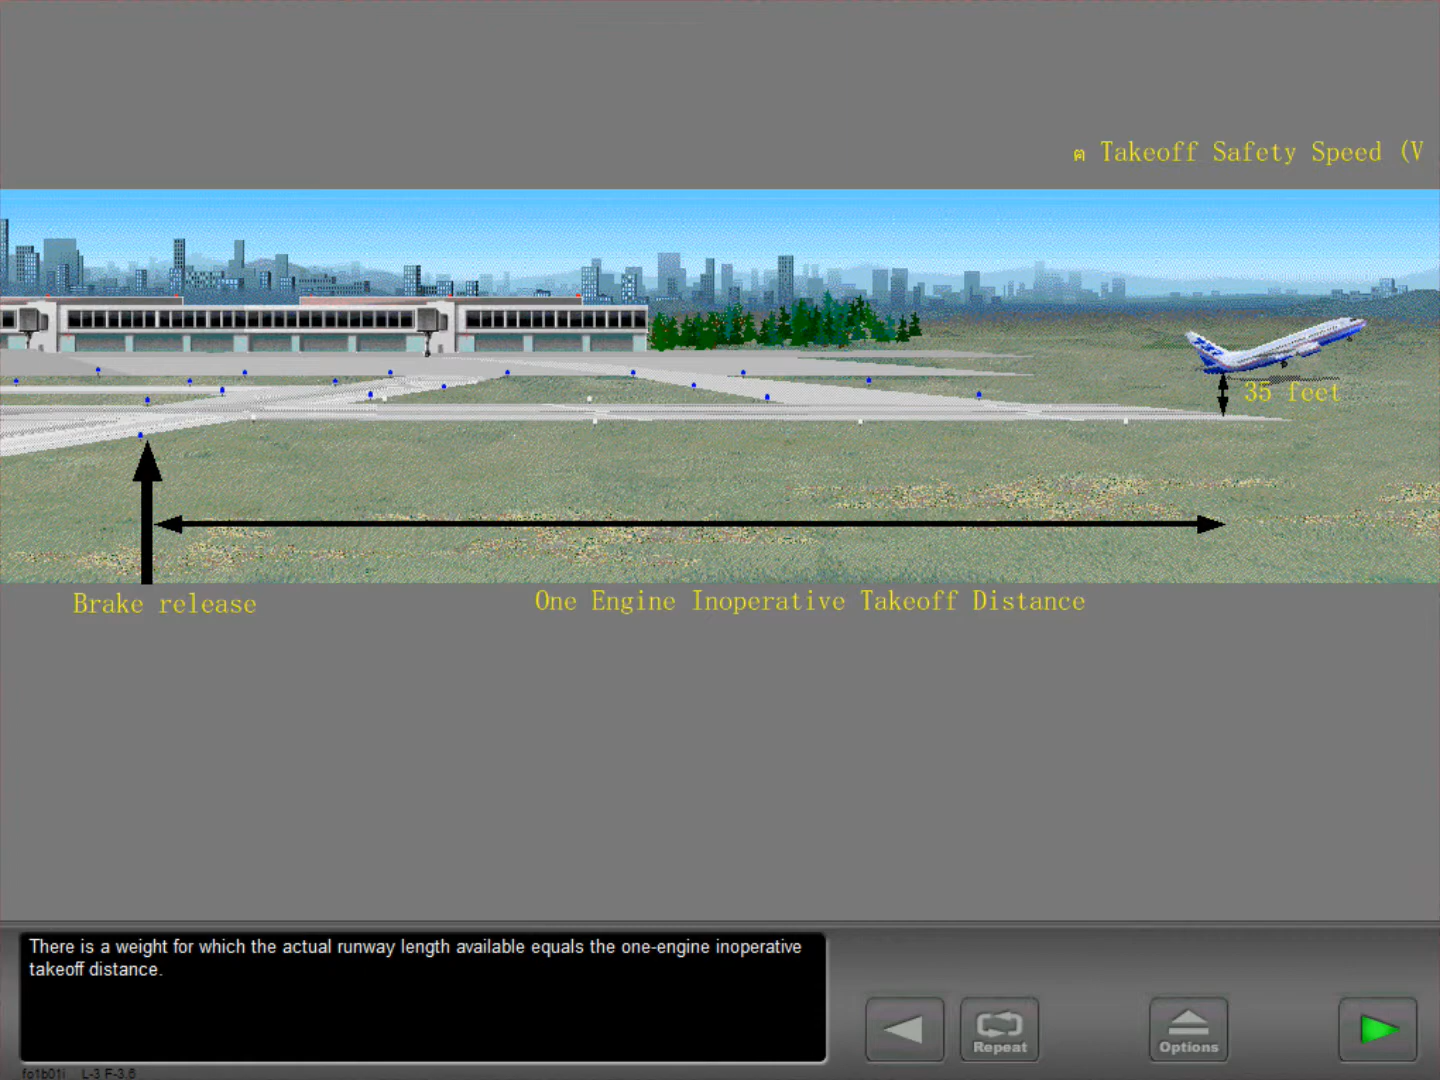 ฅ Takeoff Safety Speed (V
35 feet
Brake release
One Engine Inoperative Takeoff Distance
There is a weight for which the actual runway length available equals the one-engine inoperative
takeoff distance.
Repeat
Options
fo1b01i L-3 F-3.6